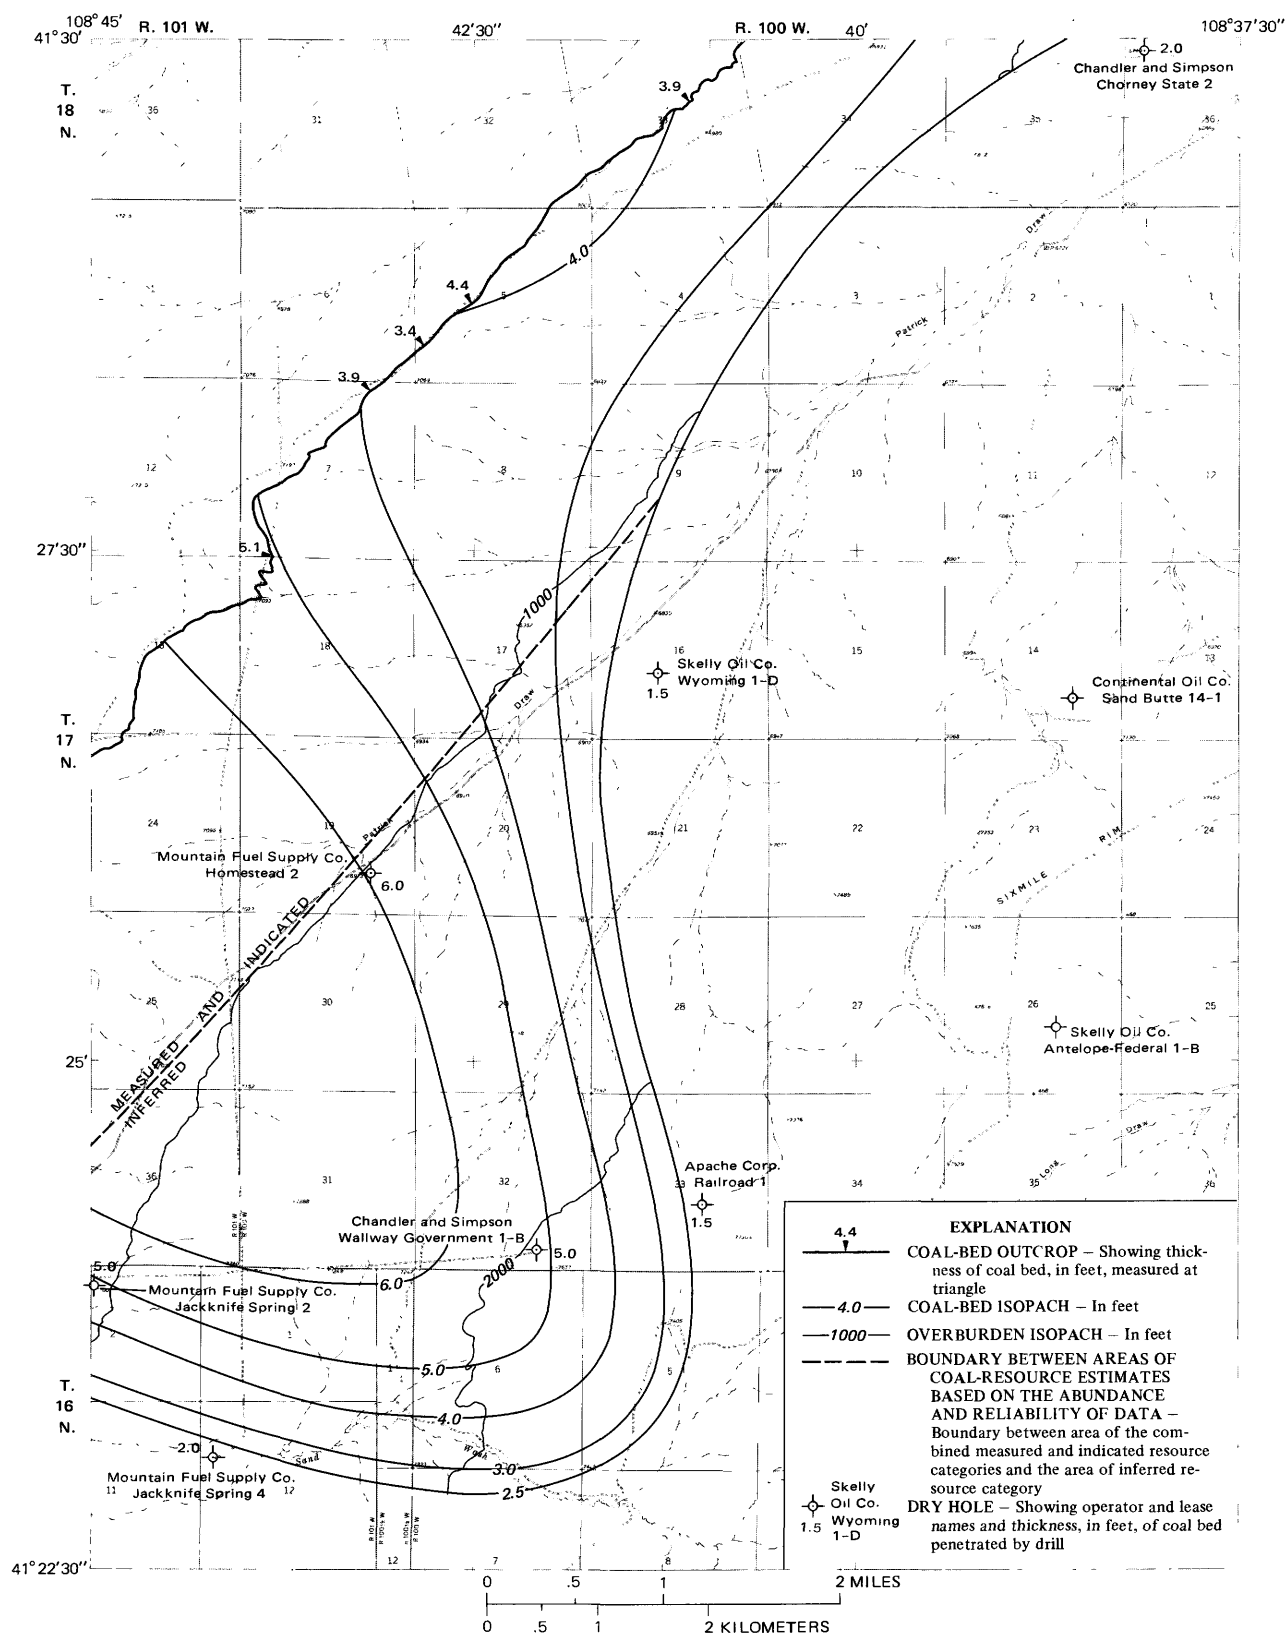 108°45'
R. 101 W.
42'30"
R. 100 W.
40'
108°37'30"
41°30'
2.0
Chandler and Simpson
Chorney State 2
T.
18
N.
3.9
36
31
32
33
34
35
36
Draw
4.0
4.4
6
5
4
3
2
1
Patrick
3.4
3.9
12
7
8
9
10
11
12
27'30"
5.1
1000
18
17
16
15
14
13
Skelly Oil Co.
Wyoming 1-D
1.5
Draw
Continental Oil Co.
Sand Butte 14-1
T.
17
N.
24
19
Patrick
20
21
22
23
24
SIXMILE RIM
Mountain Fuel Supply Co.
Homestead 2
6.0
MEASURED AND INDICATED
INFERRED
25
30
29
28
27
26
25
Skelly Oil Co.
Antelope-Federal 1-B
25'
Long Draw
36
31
32
33
34
35
36
Apache Corp.
Railroad 1
1.5
Chandler and Simpson
Wallway Government 1-B
5.0
2000
5.0
Mountain Fuel Supply Co.
Jackknife Spring 2
6.0
2
1
6
5
5.0
T.
16
N.
4.0
2.0
Sand Wash
3.0
2.5
Mountain Fuel Supply Co.
Jackknife Spring 4
11
12
12
7
8
R 101 W
R 100 W
41°22'30"
EXPLANATION
4.4
COAL-BED OUTCROP – Showing thick-
ness of coal bed, in feet, measured at
triangle
4.0
COAL-BED ISOPACH – In feet
1000
OVERBURDEN ISOPACH – In feet
BOUNDARY BETWEEN AREAS OF
COAL-RESOURCE ESTIMATES
BASED ON THE ABUNDANCE
AND RELIABILITY OF DATA –
Boundary between area of the com-
bined measured and indicated resource
categories and the area of inferred re-
source category
Skelly
Oil Co.
Wyoming
1-D
1.5
DRY HOLE – Showing operator and lease
names and thickness, in feet, of coal bed
penetrated by drill
0 .5 1 2 MILES
0 .5 1 2 KILOMETERS